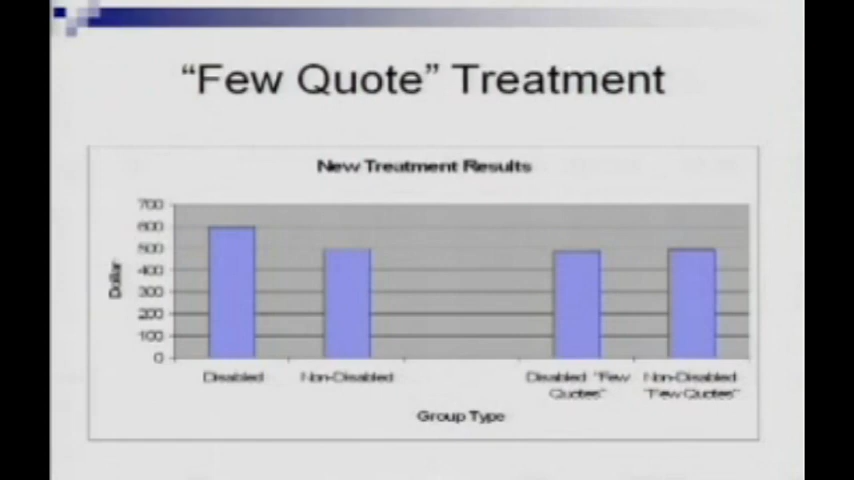 “Few Quote” Treatment
New Treatment Results
700
600
500
400
300
200
100
0
Dollar
Disabled
Non-Disabled
Disabled "Few
Quotes"
Non-Disabled
"Few Quotes"
Group Type